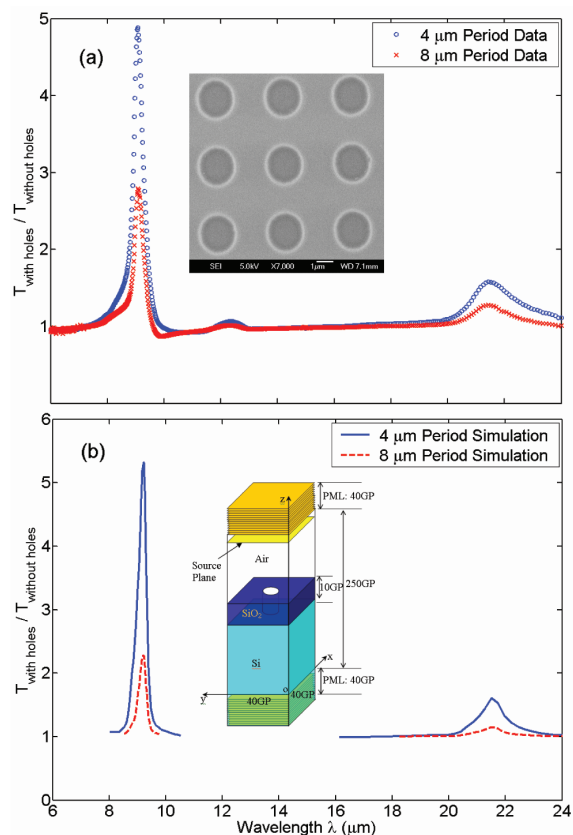 5
4
3
2
1
T with holes / T without holes
(a)
o 4 μm Period Data
× 8 μm Period Data
SEI 5.0kV X7,000 1μm WD 7.1mm
6
5
4
3
2
1
0
T with holes / T without holes
(b)
4 μm Period Simulation
8 μm Period Simulation
z
PML: 40GP
Source
Plane
Air
10GP
250GP
SiO2
Si
x
PML: 40GP
y
40GP
o
40GP
6 8 10 12 14 16 18 20 22 24
Wavelength λ (μm)